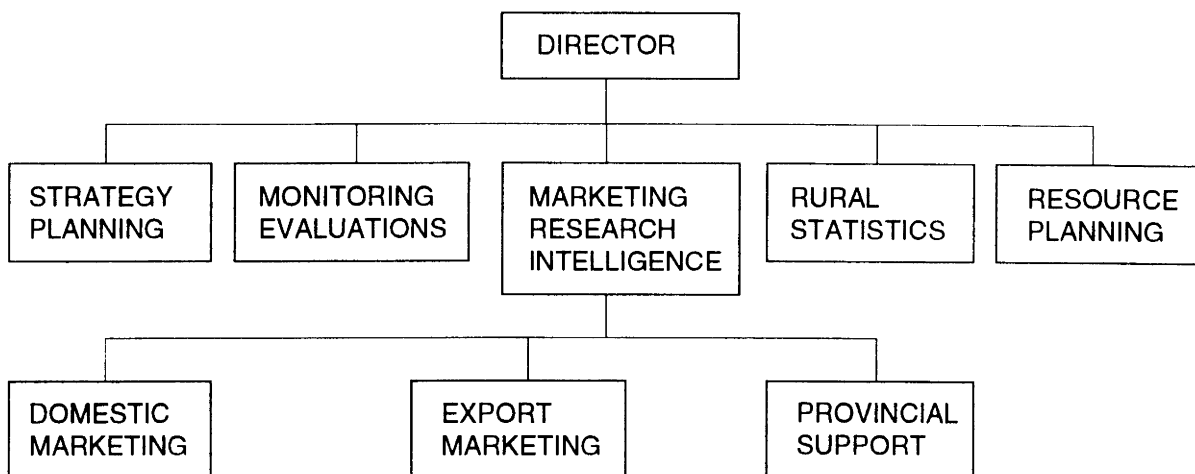 DIRECTOR
STRATEGY
PLANNING
MONITORING
EVALUATIONS
MARKETING
RESEARCH
INTELLIGENCE
RURAL
STATISTICS
RESOURCE
PLANNING
DOMESTIC
MARKETING
EXPORT
MARKETING
PROVINCIAL
SUPPORT